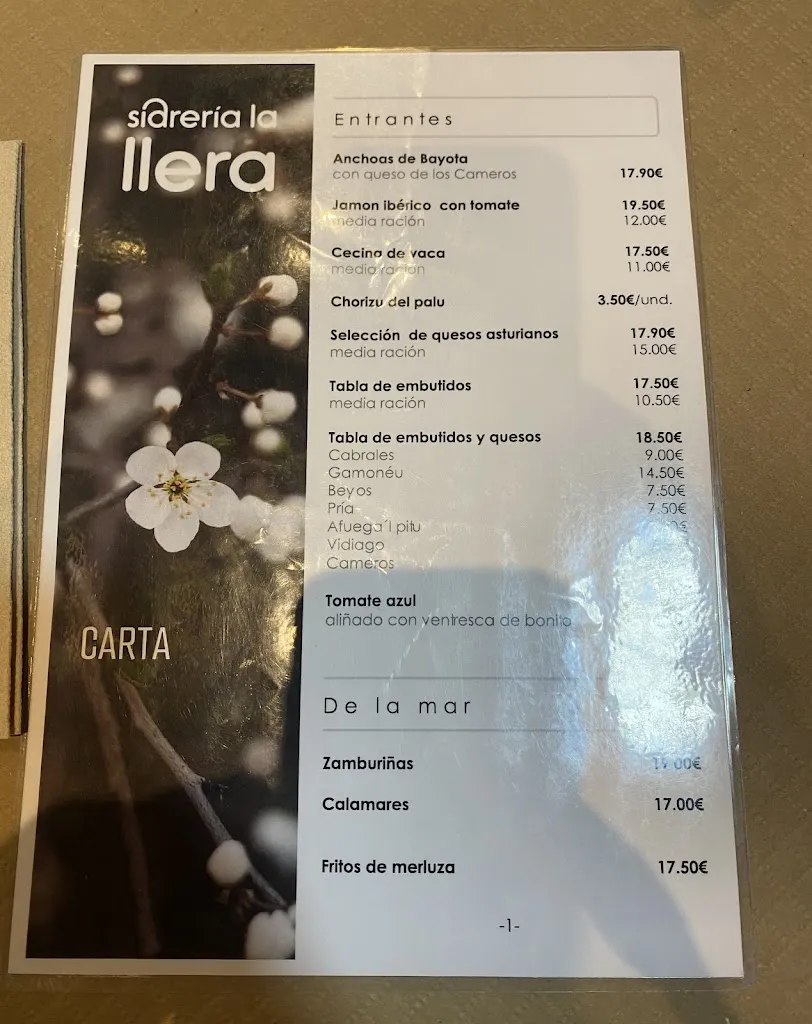 sidrería la
llera
CARTA
Entrantes
Anchoas de Bayota
con queso de los Cameros 17.90€
Jamon ibérico con tomate 19.50€
media ración 12.00€
Cecina de vaca 17.50€
media ración 11.00€
Chorizu del palu 3.50€/und.
Selección de quesos asturianos 17.90€
media ración 15.00€
Tabla de embutidos 17.50€
media ración 10.50€
Tabla de embutidos y quesos 18.50€
Cabrales 9.00€
Gamonéu 14.50€
Beyos 7.50€
Pría 7.50€
Afuega´l pitu
Vidiago
Cameros
Tomate azul
aliñado con ventresca de bonito
De la mar
Zamburiñas
Calamares 17.00€
Fritos de merluza 17.50€
-1-